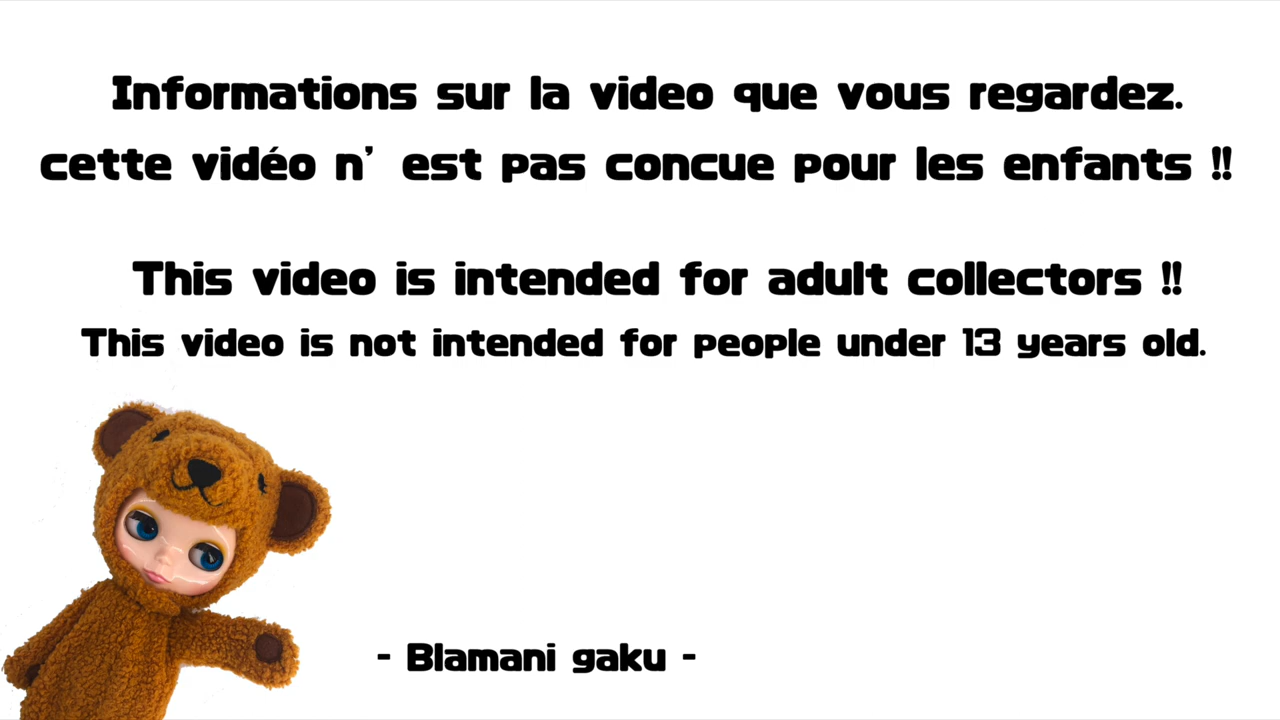 Informations sur la video que vous regardez.
cette vidéo n’ est pas concue pour les enfants !!
This video is intended for adult collectors !!
This video is not intended for people under 13 years old.
- Blamani gaku -